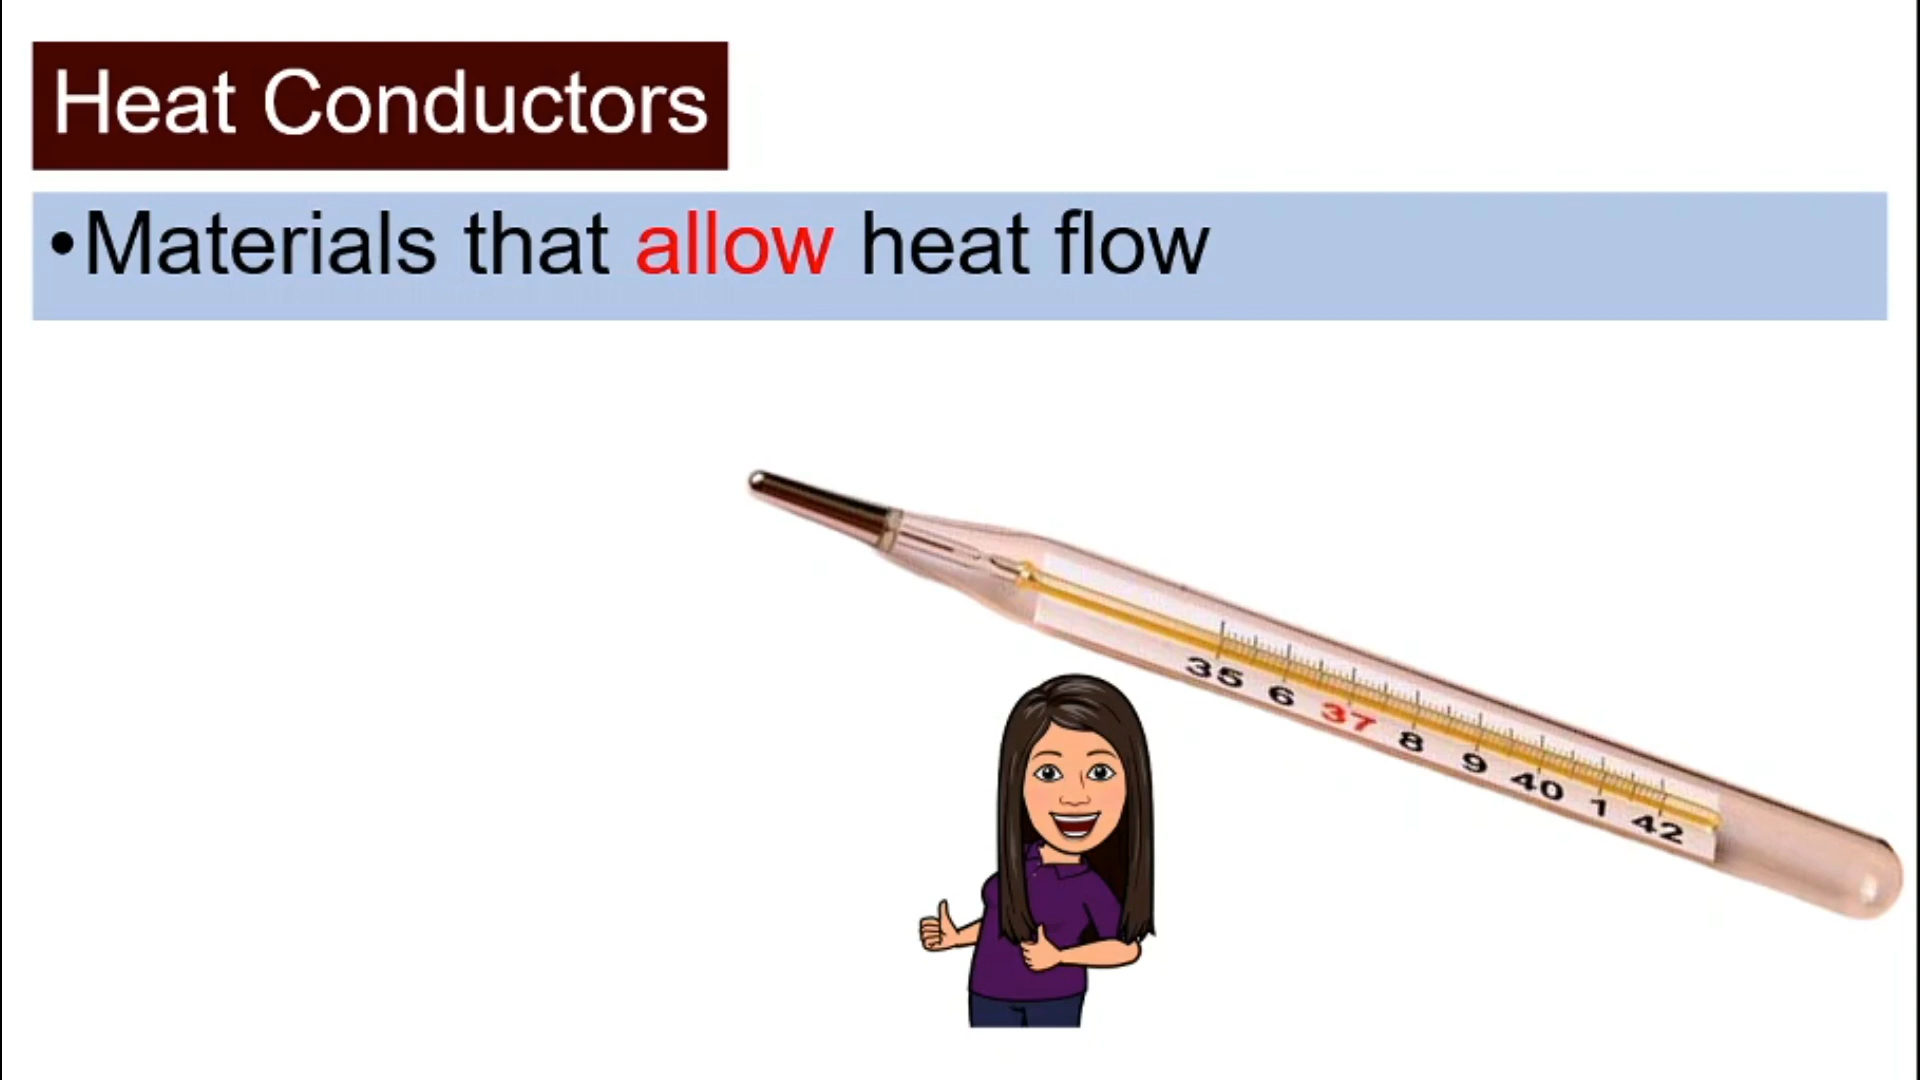 Heat Conductors
•Materials that allow heat flow
35 6 37 8 9 40 1 42